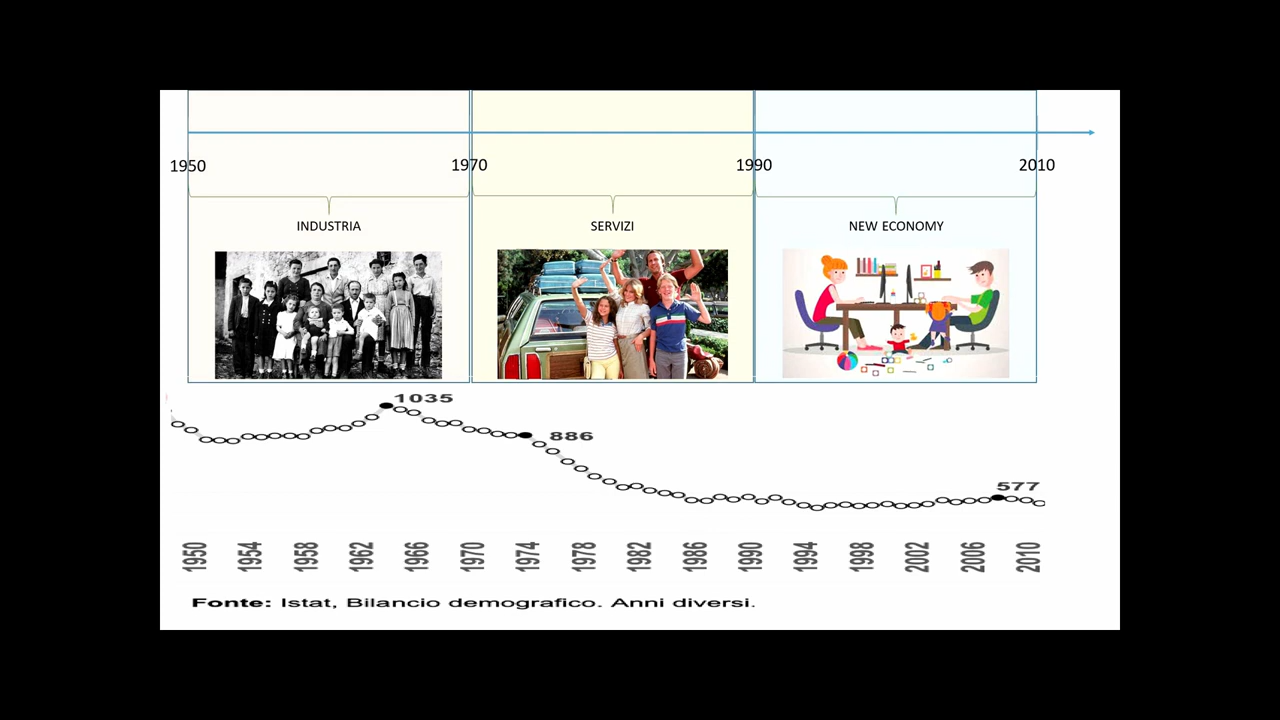 1950 1970 1990 2010
INDUSTRIA SERVIZI NEW ECONOMY
1035
886
577
1950 1954 1958 1962 1966 1970 1974 1978 1982 1986 1990 1994 1998 2002 2006 2010
Fonte: Istat, Bilancio demografico. Anni diversi.